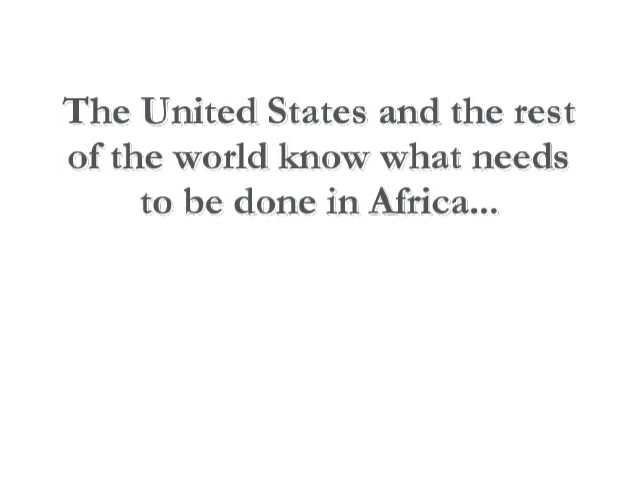 The United States and the rest
of the world know what needs
to be done in Africa...